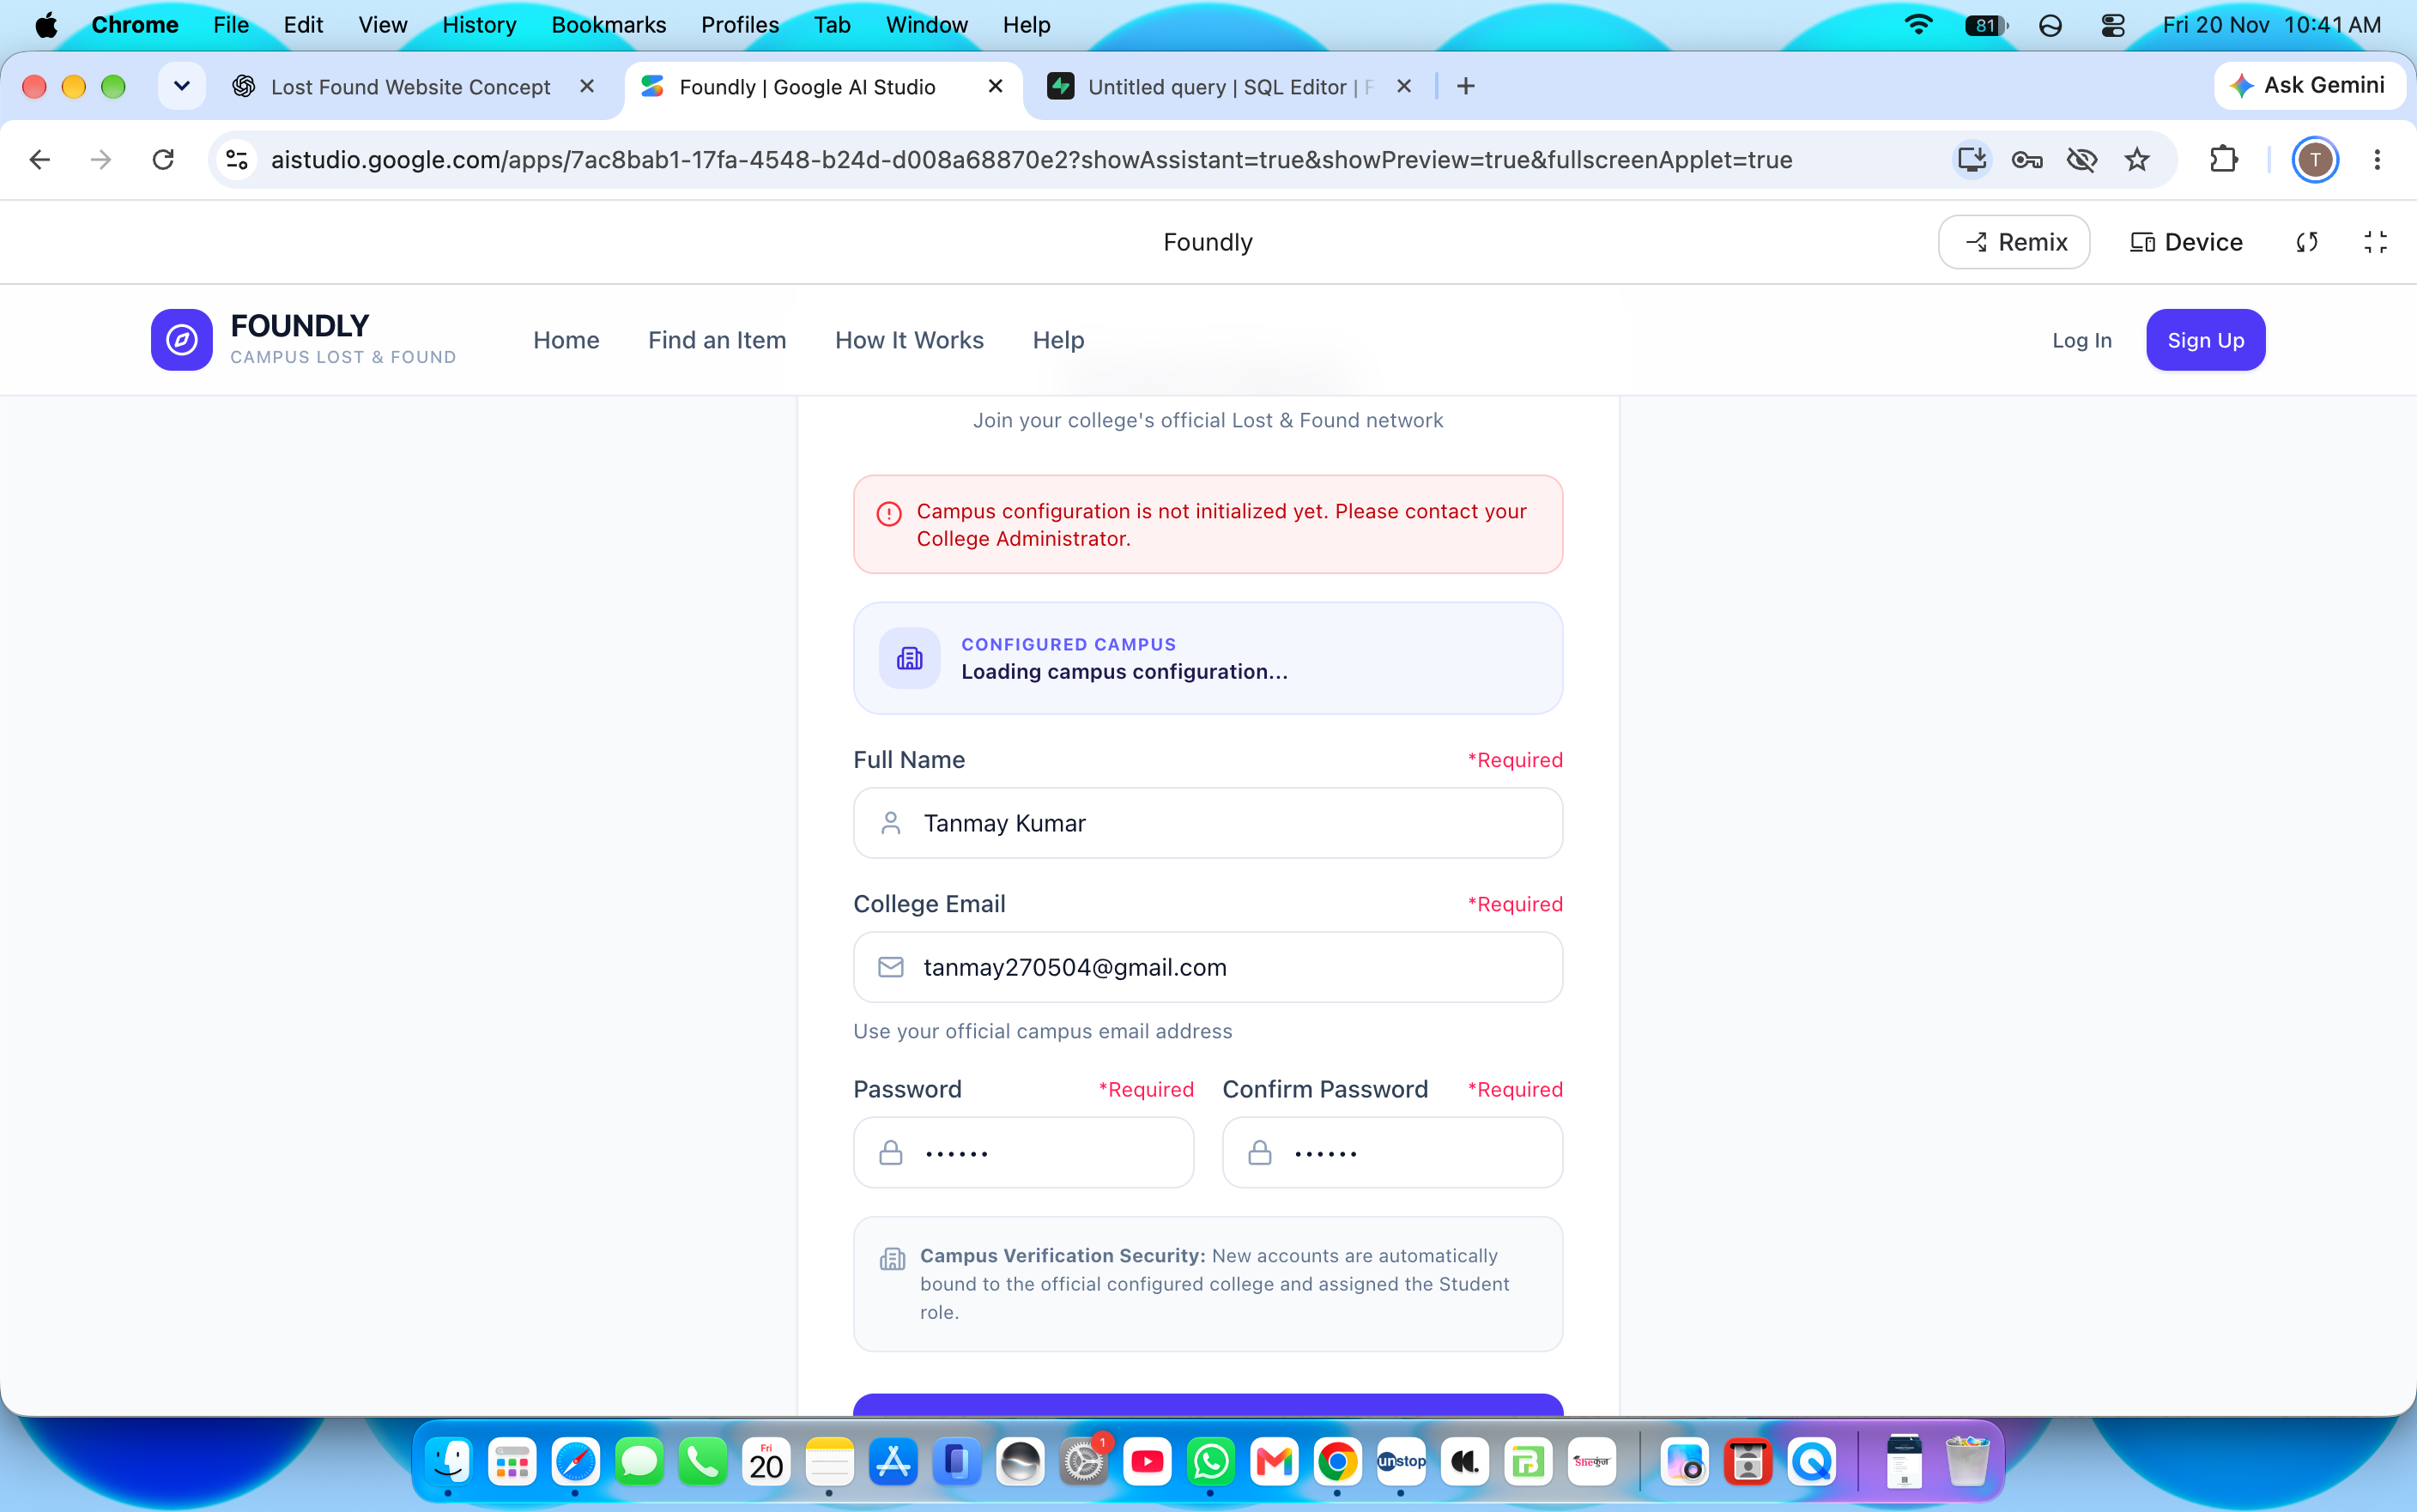 Chrome File Edit View History Bookmarks Profiles Tab Window Help 81 Fri 20 Nov 10:41 AM
Lost Found Website Concept Foundly | Google AI Studio Untitled query | SQL Editor | Ask Gemini
aistudio.google.com/apps/7ac8bab1-17fa-4548-b24d-d008a68870e2?showAssistant=true&showPreview=true&fullscreenApplet=true T
Foundly Remix Device
FOUNDLY
CAMPUS LOST & FOUND
Home Find an Item How It Works Help Log In Sign Up
Join your college's official Lost & Found network
Campus configuration is not initialized yet. Please contact your
College Administrator.
CONFIGURED CAMPUS
Loading campus configuration...
Full Name *Required
Tanmay Kumar
College Email *Required
tanmay270504@gmail.com
Use your official campus email address
Password *Required Confirm Password *Required
Campus Verification Security: New accounts are automatically
bound to the official configured college and assigned the Student
role.
Fri
20
1
unstop